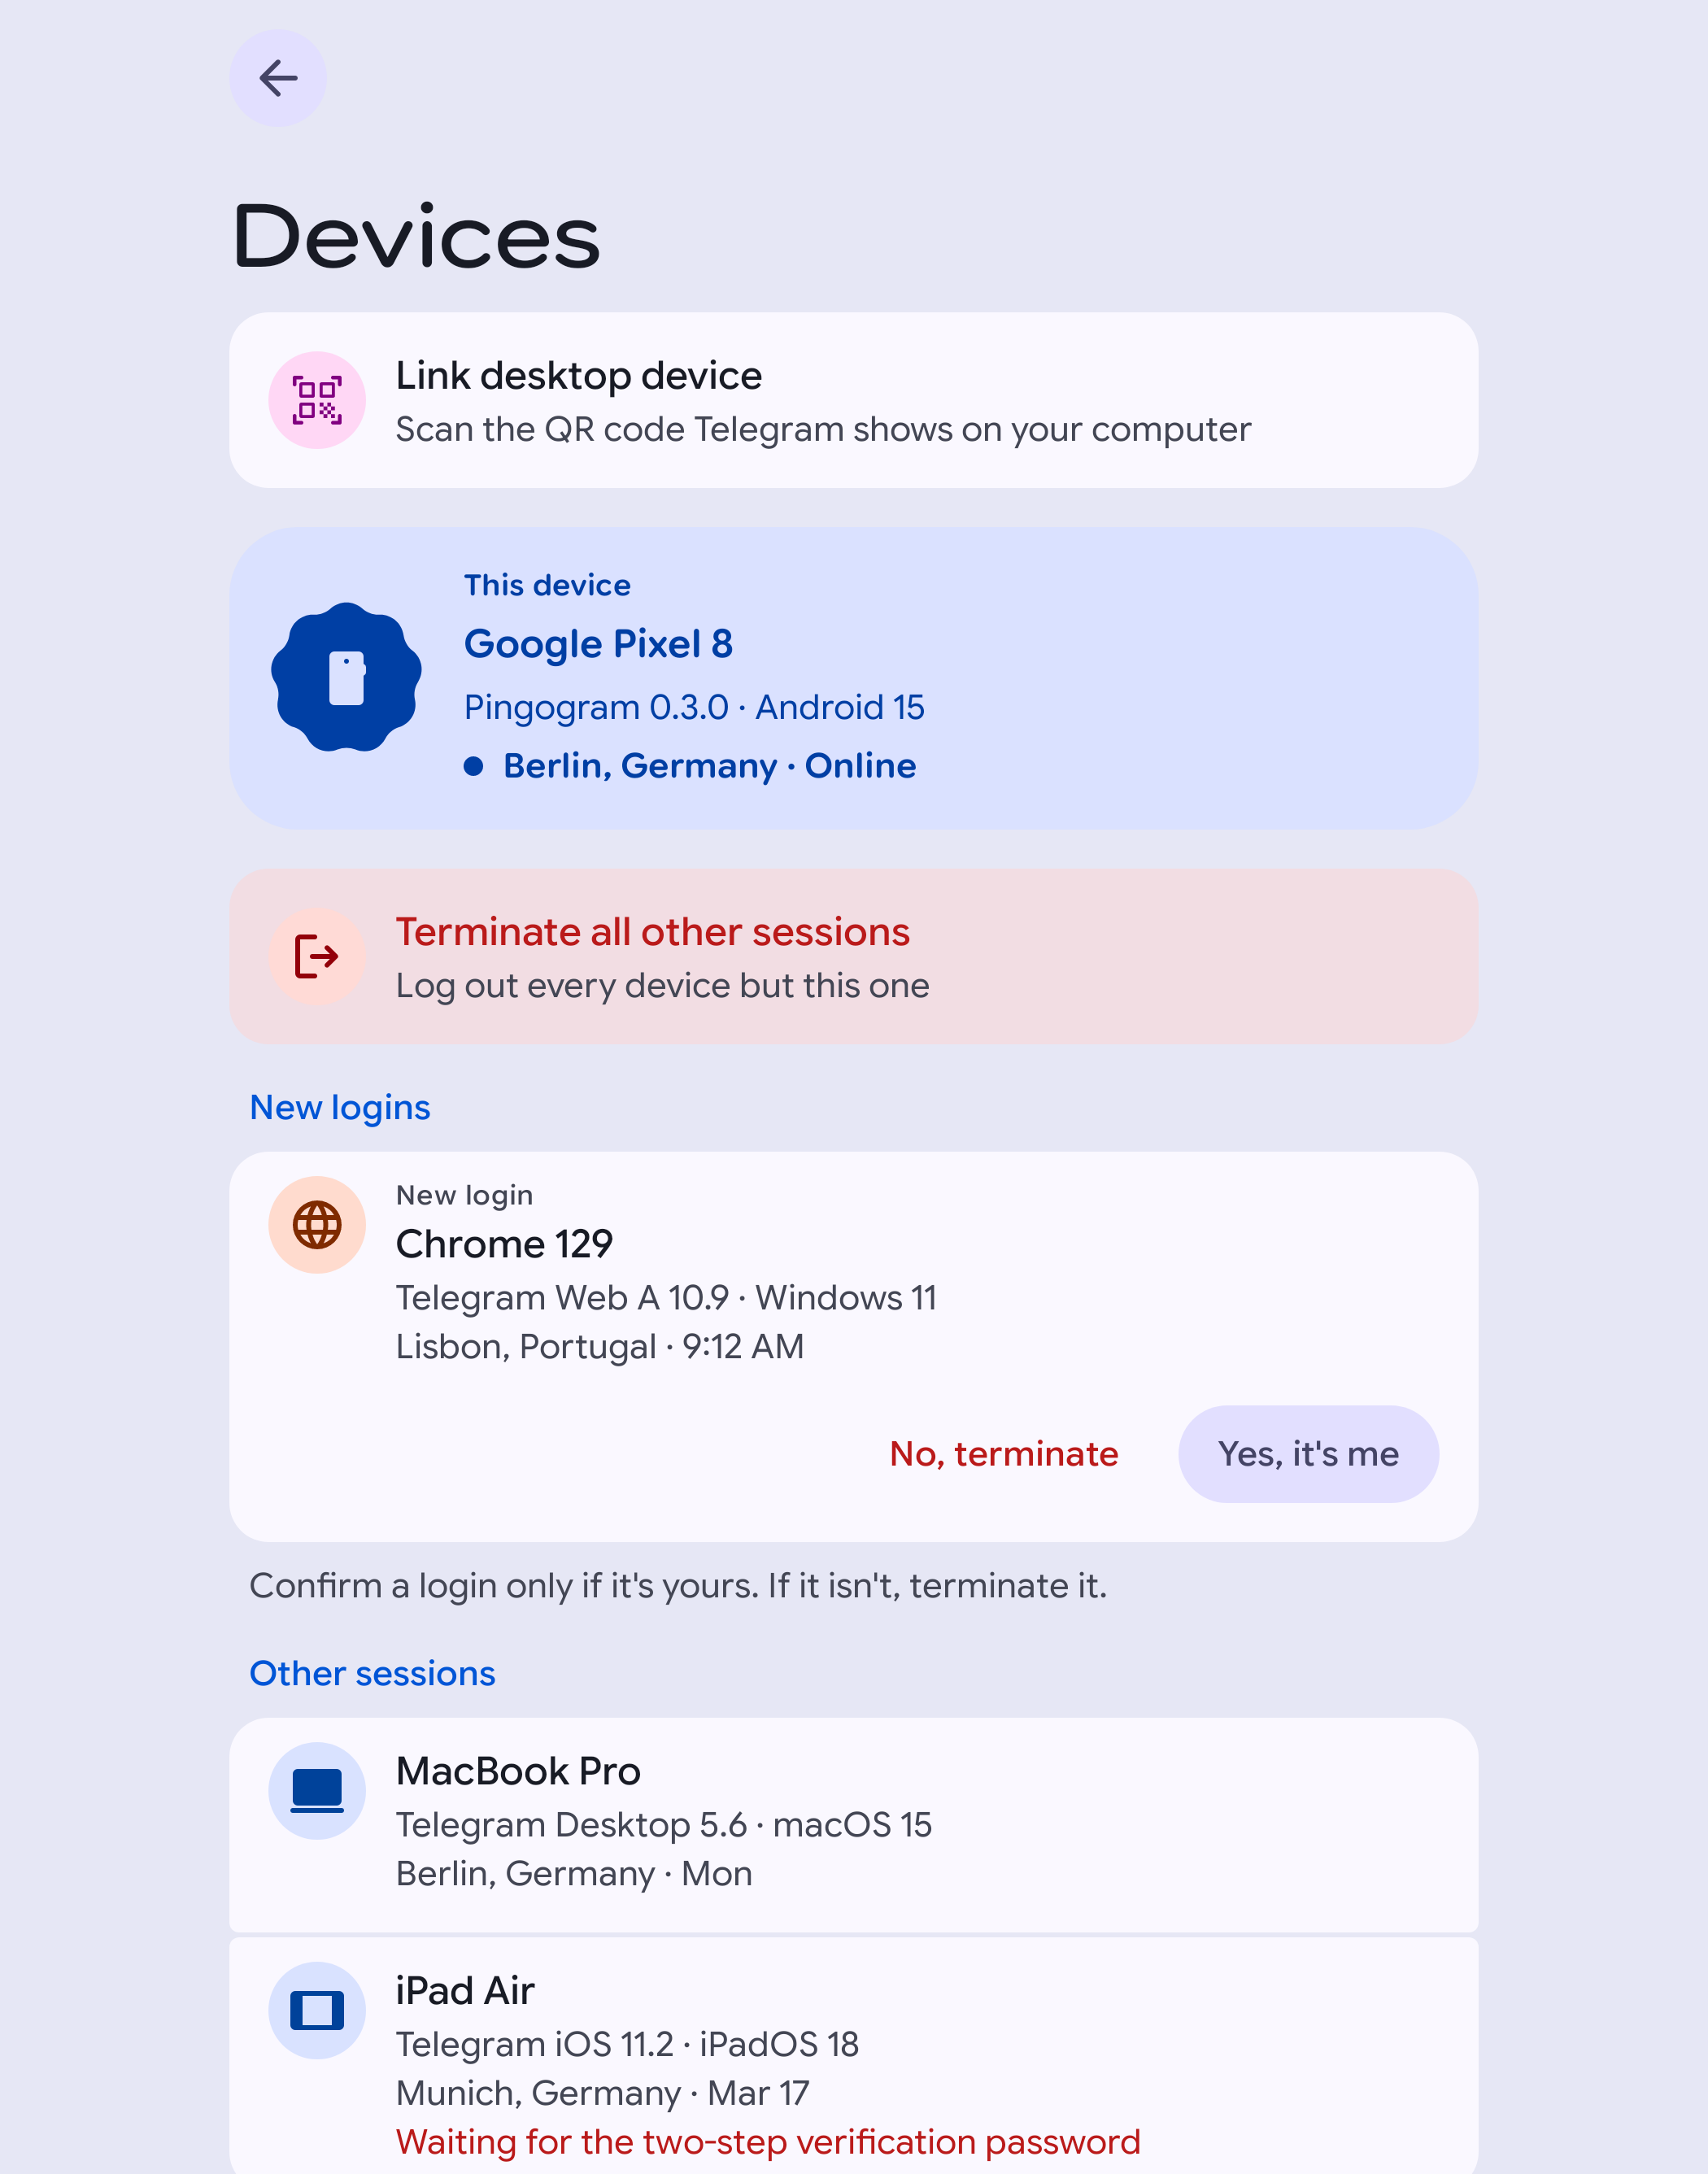 Devices
Link desktop device
Scan the QR code Telegram shows on your computer
This device
Google Pixel 8
Pingogram 0.3.0 · Android 15
Berlin, Germany · Online
Terminate all other sessions
Log out every device but this one
New logins
New login
Chrome 129
Telegram Web A 10.9 · Windows 11
Lisbon, Portugal · 9:12 AM
No, terminate
Yes, it's me
Confirm a login only if it's yours. If it isn't, terminate it.
Other sessions
MacBook Pro
Telegram Desktop 5.6 · macOS 15
Berlin, Germany · Mon
iPad Air
Telegram iOS 11.2 · iPadOS 18
Munich, Germany · Mar 17
Waiting for the two-step verification password